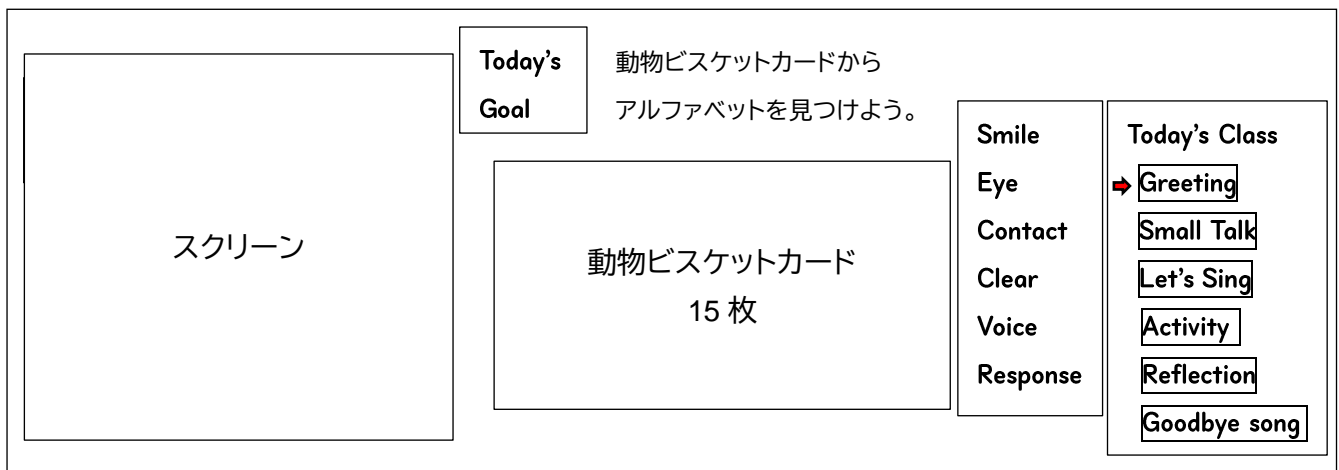 スクリーン
Today's
Goal
動物ビスケットカードから
アルファベットを見つけよう。
動物ビスケットカード
15 枚
Smile
Eye
Contact
Clear
Voice
Response
Today's Class
Greeting
Small Talk
Let's Sing
Activity
Reflection
Goodbye song